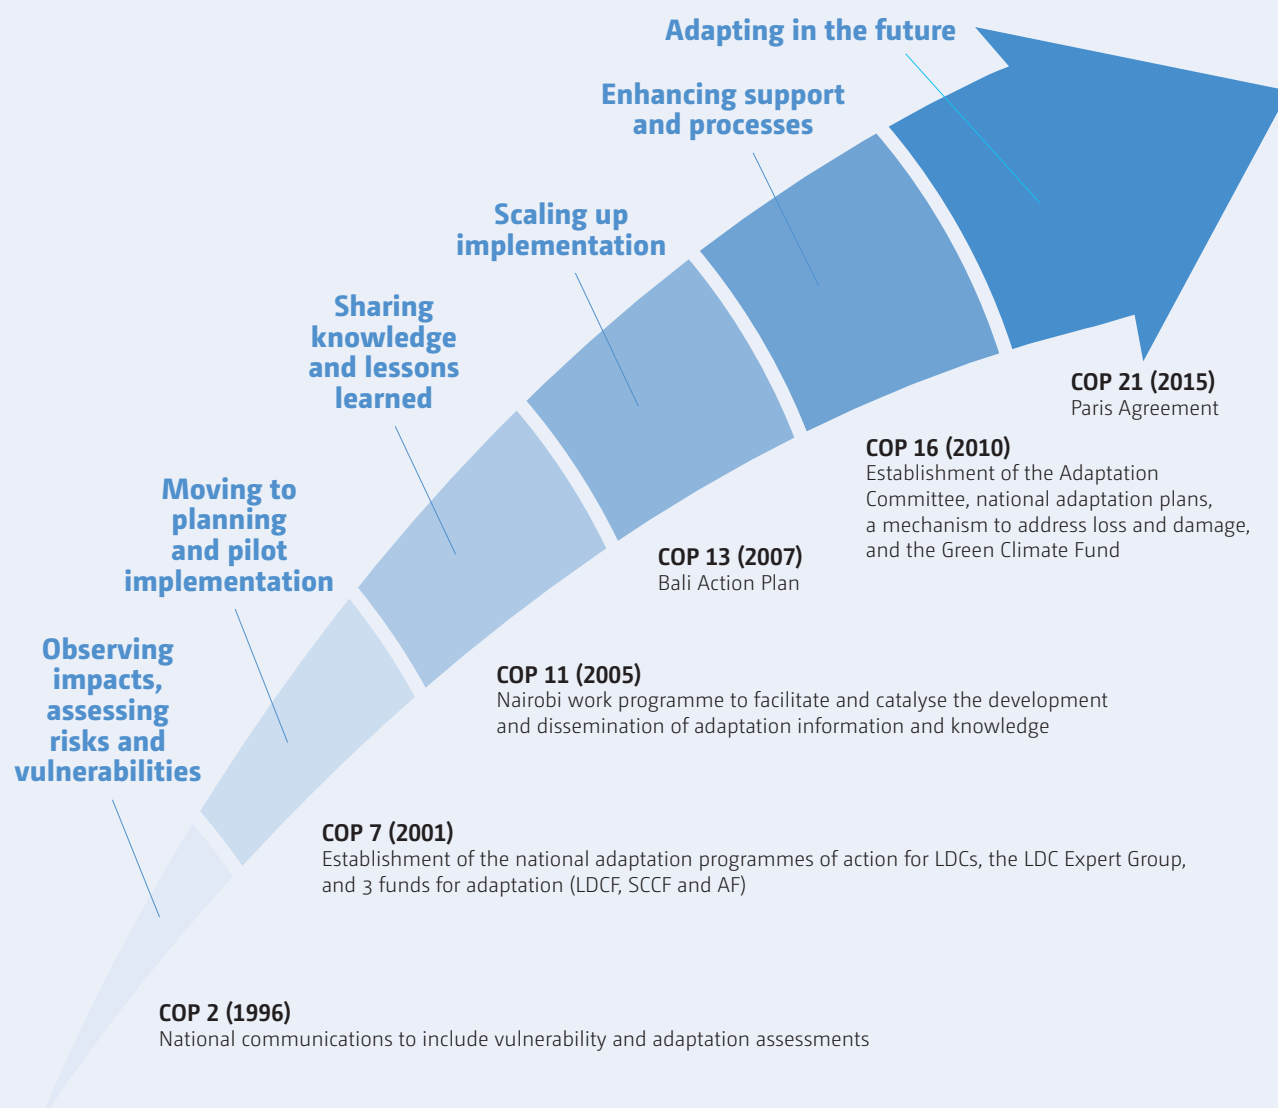 Adapting in the future
Enhancing support
and processes
Scaling up
implementation
Sharing
knowledge
and lessons
learned
Moving to
planning
and pilot
implementation
Observing
impacts,
assessing
risks and
vulnerabilities
COP 21 (2015)
Paris Agreement
COP 16 (2010)
Establishment of the Adaptation
Committee, national adaptation plans,
a mechanism to address loss and damage,
and the Green Climate Fund
COP 13 (2007)
Bali Action Plan
COP 11 (2005)
Nairobi work programme to facilitate and catalyse the development
and dissemination of adaptation information and knowledge
COP 7 (2001)
Establishment of the national adaptation programmes of action for LDCs, the LDC Expert Group,
and 3 funds for adaptation (LDCF, SCCF and AF)
COP 2 (1996)
National communications to include vulnerability and adaptation assessments